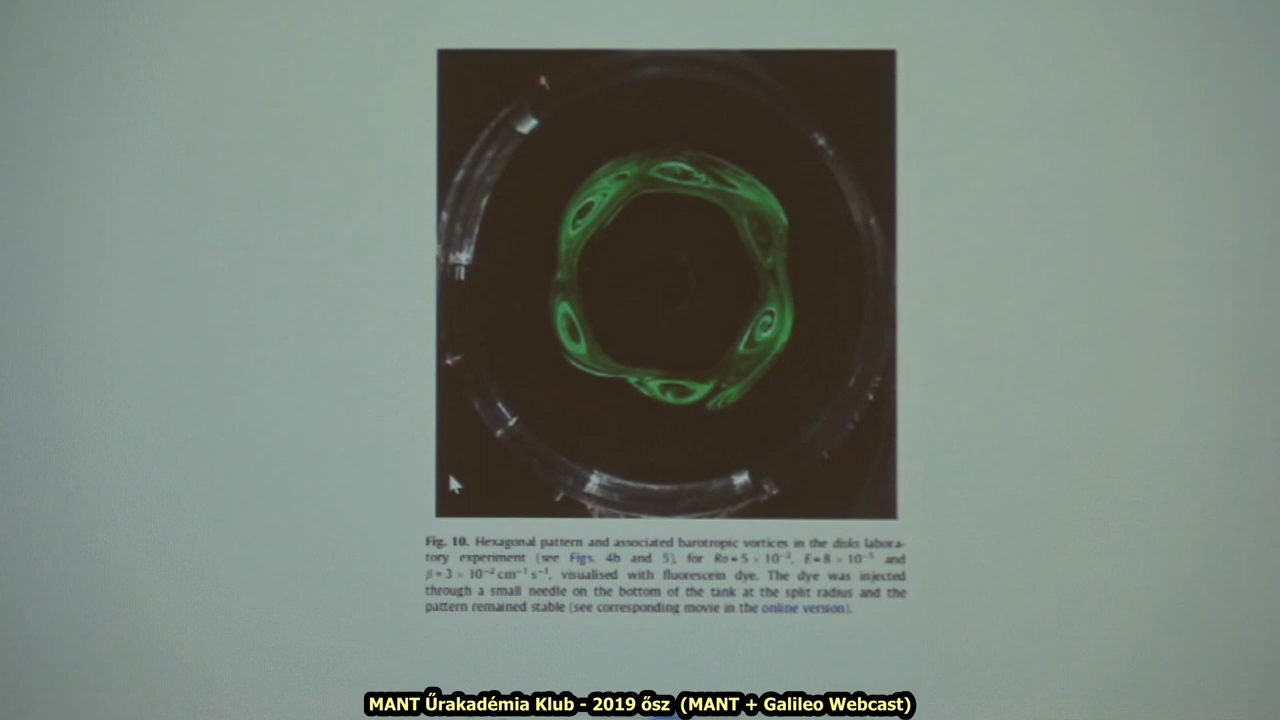 Fig. 10. Hexagonal pattern and associated barotropic vortices in the disks labora-
tory experiment (see Figs. 4b and 5), for Ro=5 × 10⁻², E=8 × 10⁻⁵ and
β=3 × 10⁻² cm⁻¹ s⁻¹, visualised with fluorescein dye. The dye was injected
through a small needle on the bottom of the tank at the split radius and the
pattern remained stable (see corresponding movie in the online version).
MANT Űrakadémia Klub - 2019 ősz (MANT + Galileo Webcast)